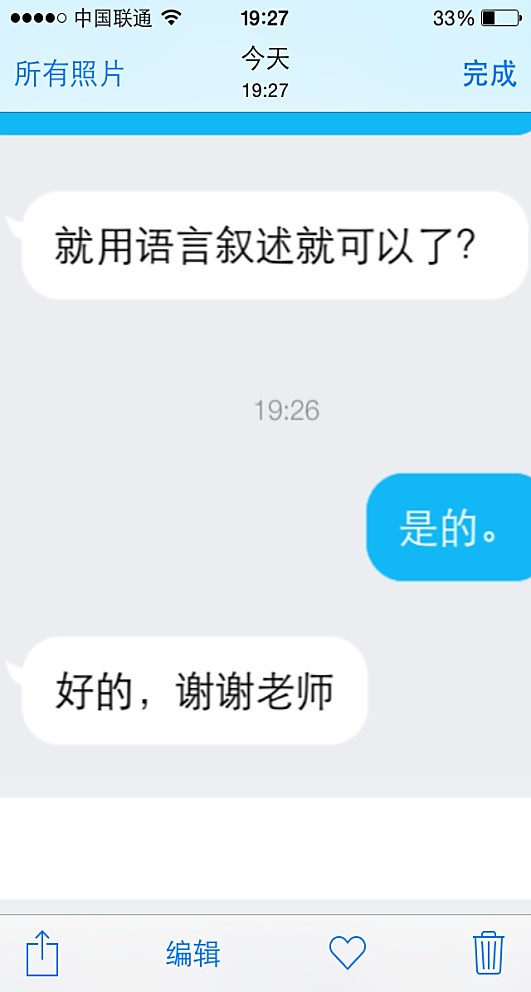 中国联通 19:27 33%
所有照片 今天 完成
19:27
就用语言叙述就可以了？
19:26
是的。
好的，谢谢老师
编辑